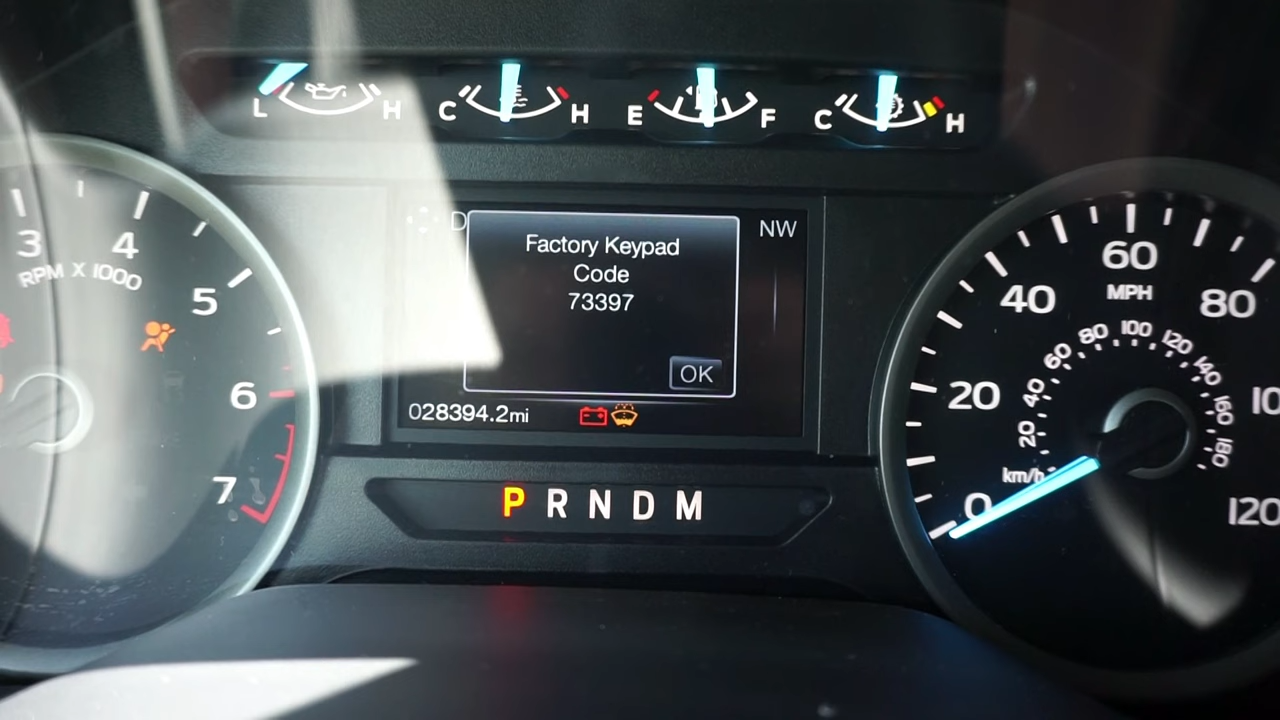 L H C H E F C H
3 4 5 6 7
RPM X 1000
D
NW
Factory Keypad
Code
73397
OK
028394.2mi
P R N D M
0 20 40 60 80 10 120
MPH
20 40 60 80 100 120 140 160 180
km/h